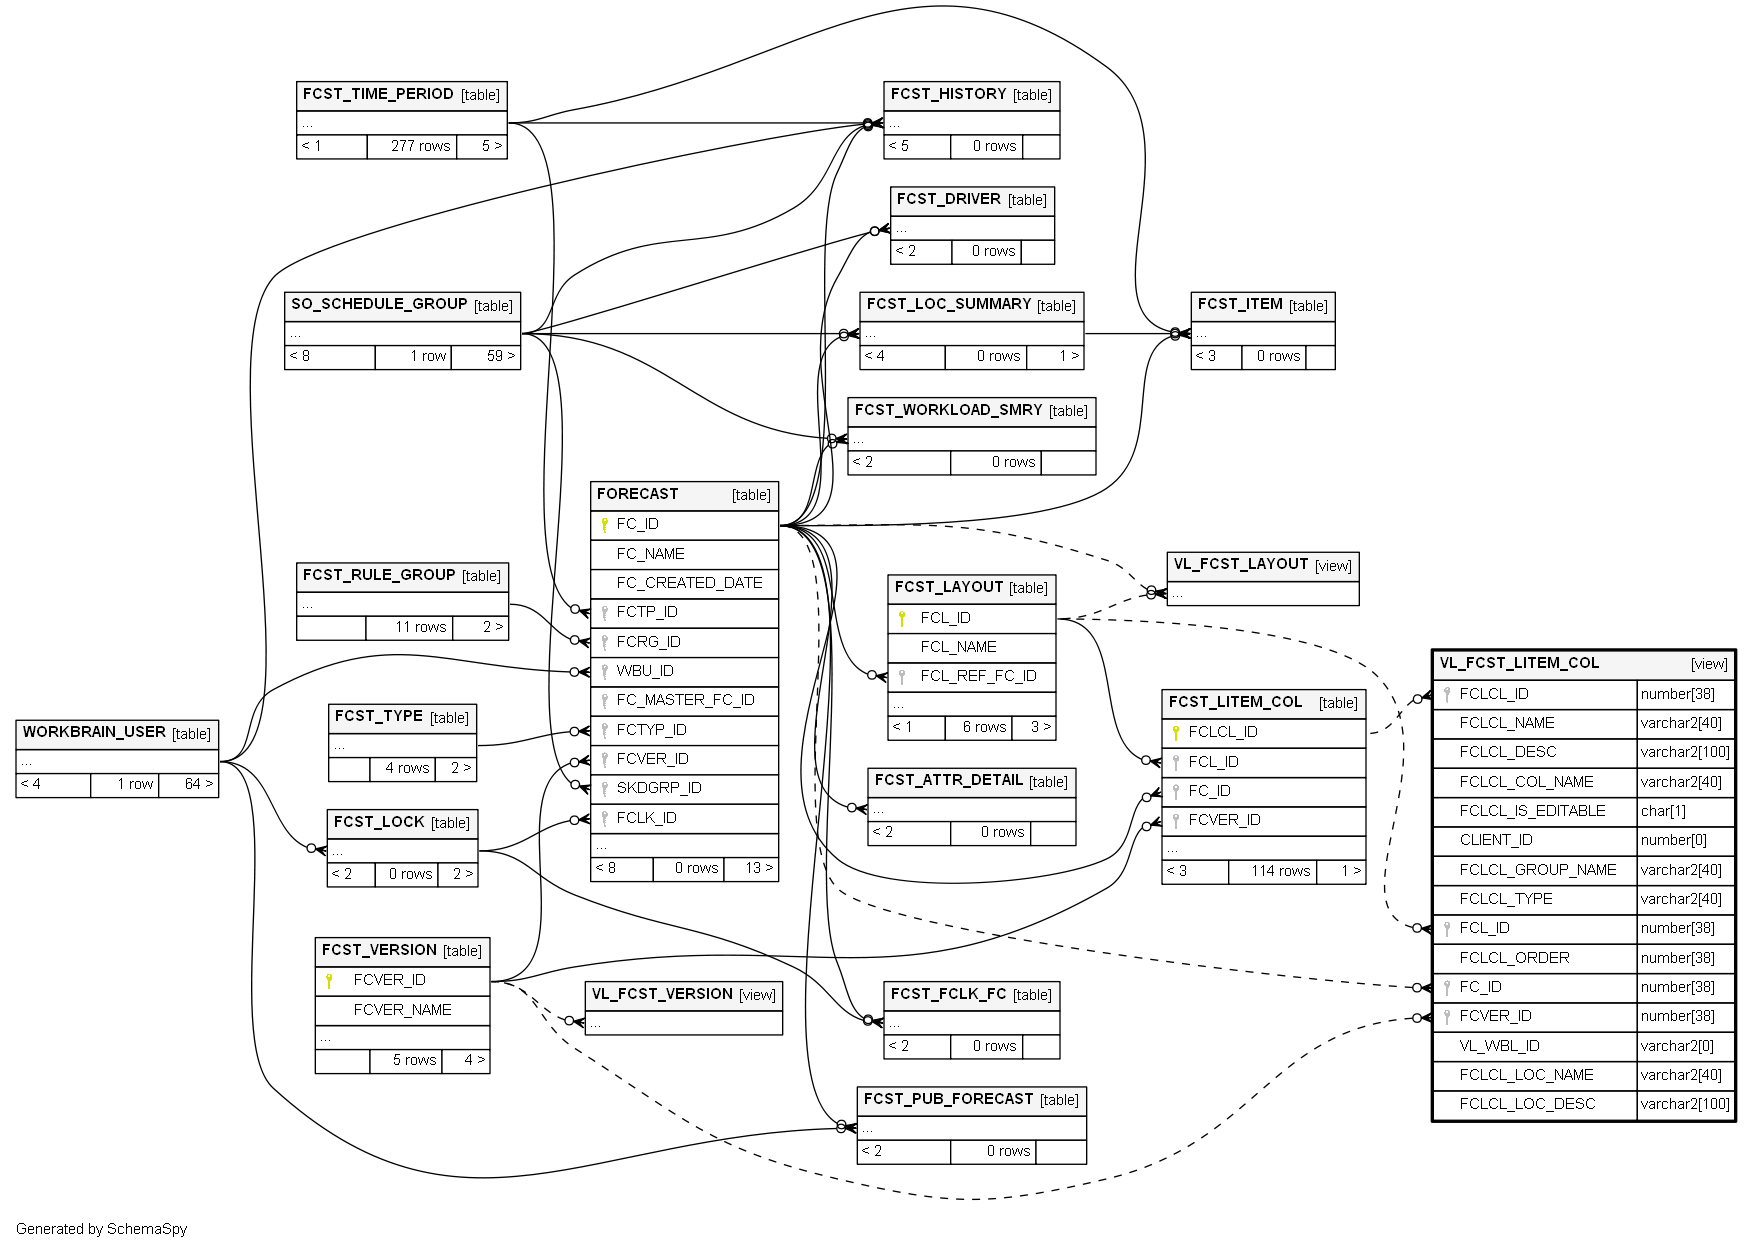 FCST_TIME_PERIOD [table]
...
< 1 277 rows 5 >
FCST_HISTORY [table]
...
< 5 0 rows
FCST_DRIVER [table]
...
< 2 0 rows
SO_SCHEDULE_GROUP [table]
...
< 8 1 row 59 >
FCST_LOC_SUMMARY [table]
...
< 4 0 rows 1 >
FCST_ITEM [table]
...
< 3 0 rows
FCST_WORKLOAD_SMRY [table]
...
< 2 0 rows
FORECAST [table]
FC_ID
FC_NAME
FC_CREATED_DATE
FCTP_ID
FCRG_ID
WBU_ID
FC_MASTER_FC_ID
FCTYP_ID
FCVER_ID
SKDGRP_ID
FCLK_ID
...
< 8 0 rows 13 >
FCST_RULE_GROUP [table]
...
11 rows 2 >
VL_FCST_LAYOUT [view]
...
FCST_LAYOUT [table]
FCL_ID
FCL_NAME
FCL_REF_FC_ID
...
< 1 6 rows 3 >
WORKBRAIN_USER [table]
...
< 4 1 row 64 >
FCST_TYPE [table]
...
4 rows 2 >
FCST_LOCK [table]
...
< 2 0 rows 2 >
FCST_ATTR_DETAIL [table]
...
< 2 0 rows
FCST_LITEM_COL [table]
FCLCL_ID
FCL_ID
FC_ID
FCVER_ID
...
< 3 114 rows 1 >
VL_FCST_LITEM_COL [view]
FCLCL_ID number[38]
FCLCL_NAME varchar2[40]
FCLCL_DESC varchar2[100]
FCLCL_COL_NAME varchar2[40]
FCLCL_IS_EDITABLE char[1]
CLIENT_ID number[0]
FCLCL_GROUP_NAME varchar2[40]
FCLCL_TYPE varchar2[40]
FCL_ID number[38]
FCLCL_ORDER number[38]
FC_ID number[38]
FCVER_ID number[38]
VL_WBL_ID varchar2[0]
FCLCL_LOC_NAME varchar2[40]
FCLCL_LOC_DESC varchar2[100]
FCST_VERSION [table]
FCVER_ID
FCVER_NAME
...
5 rows 4 >
VL_FCST_VERSION [view]
...
FCST_FCLK_FC [table]
...
< 2 0 rows
FCST_PUB_FORECAST [table]
...
< 2 0 rows
Generated by SchemaSpy